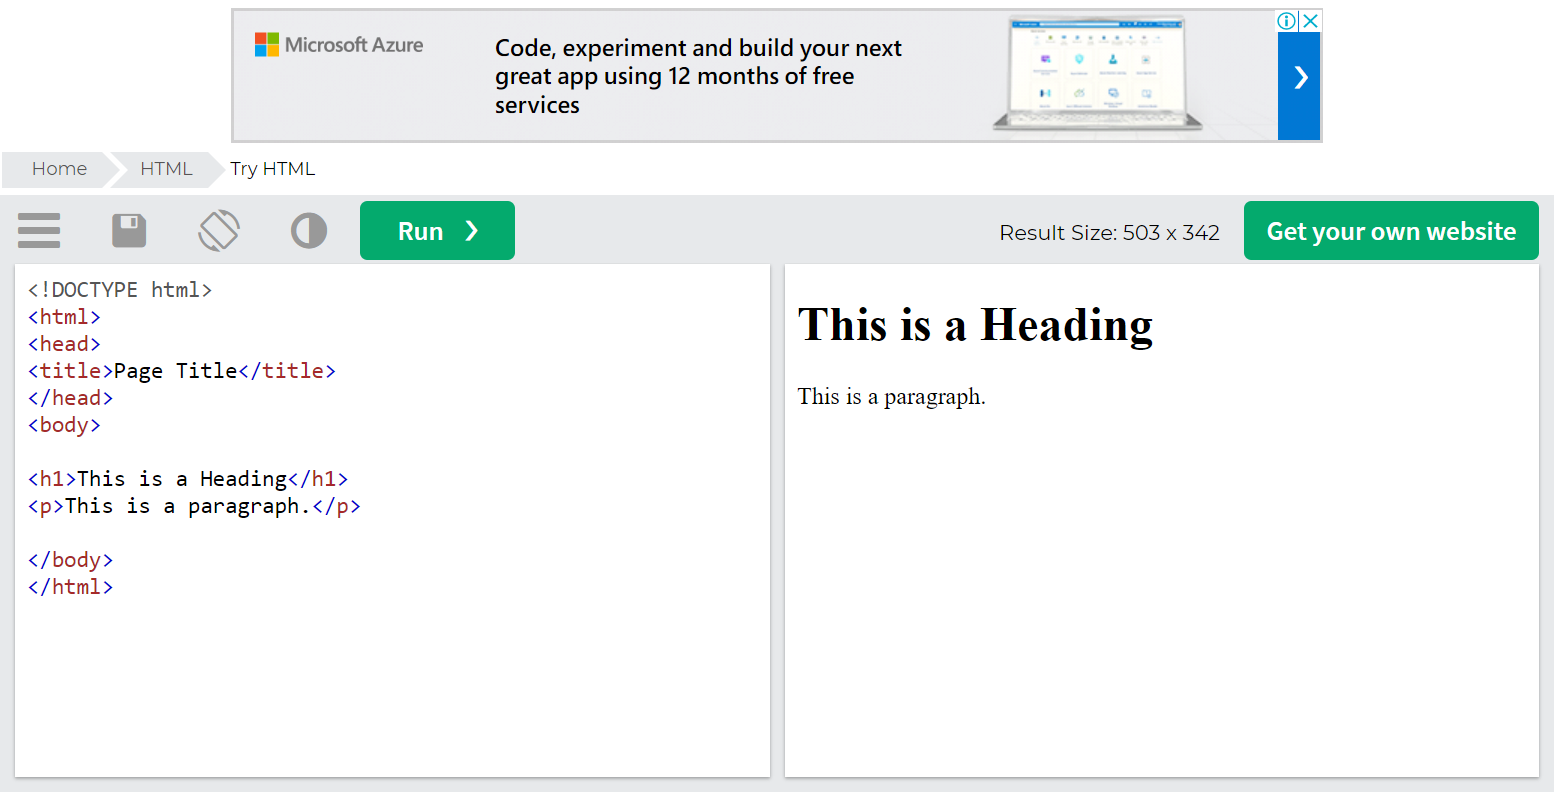 Microsoft Azure
Code, experiment and build your next
great app using 12 months of free
services
Home
HTML
Try HTML
Run ❯
Result Size: 503 x 342
Get your own website
<!DOCTYPE html>
<html>
<head>
<title>Page Title</title>
</head>
<body>
<h1>This is a Heading</h1>
<p>This is a paragraph.</p>
</body>
</html>
This is a Heading
This is a paragraph.